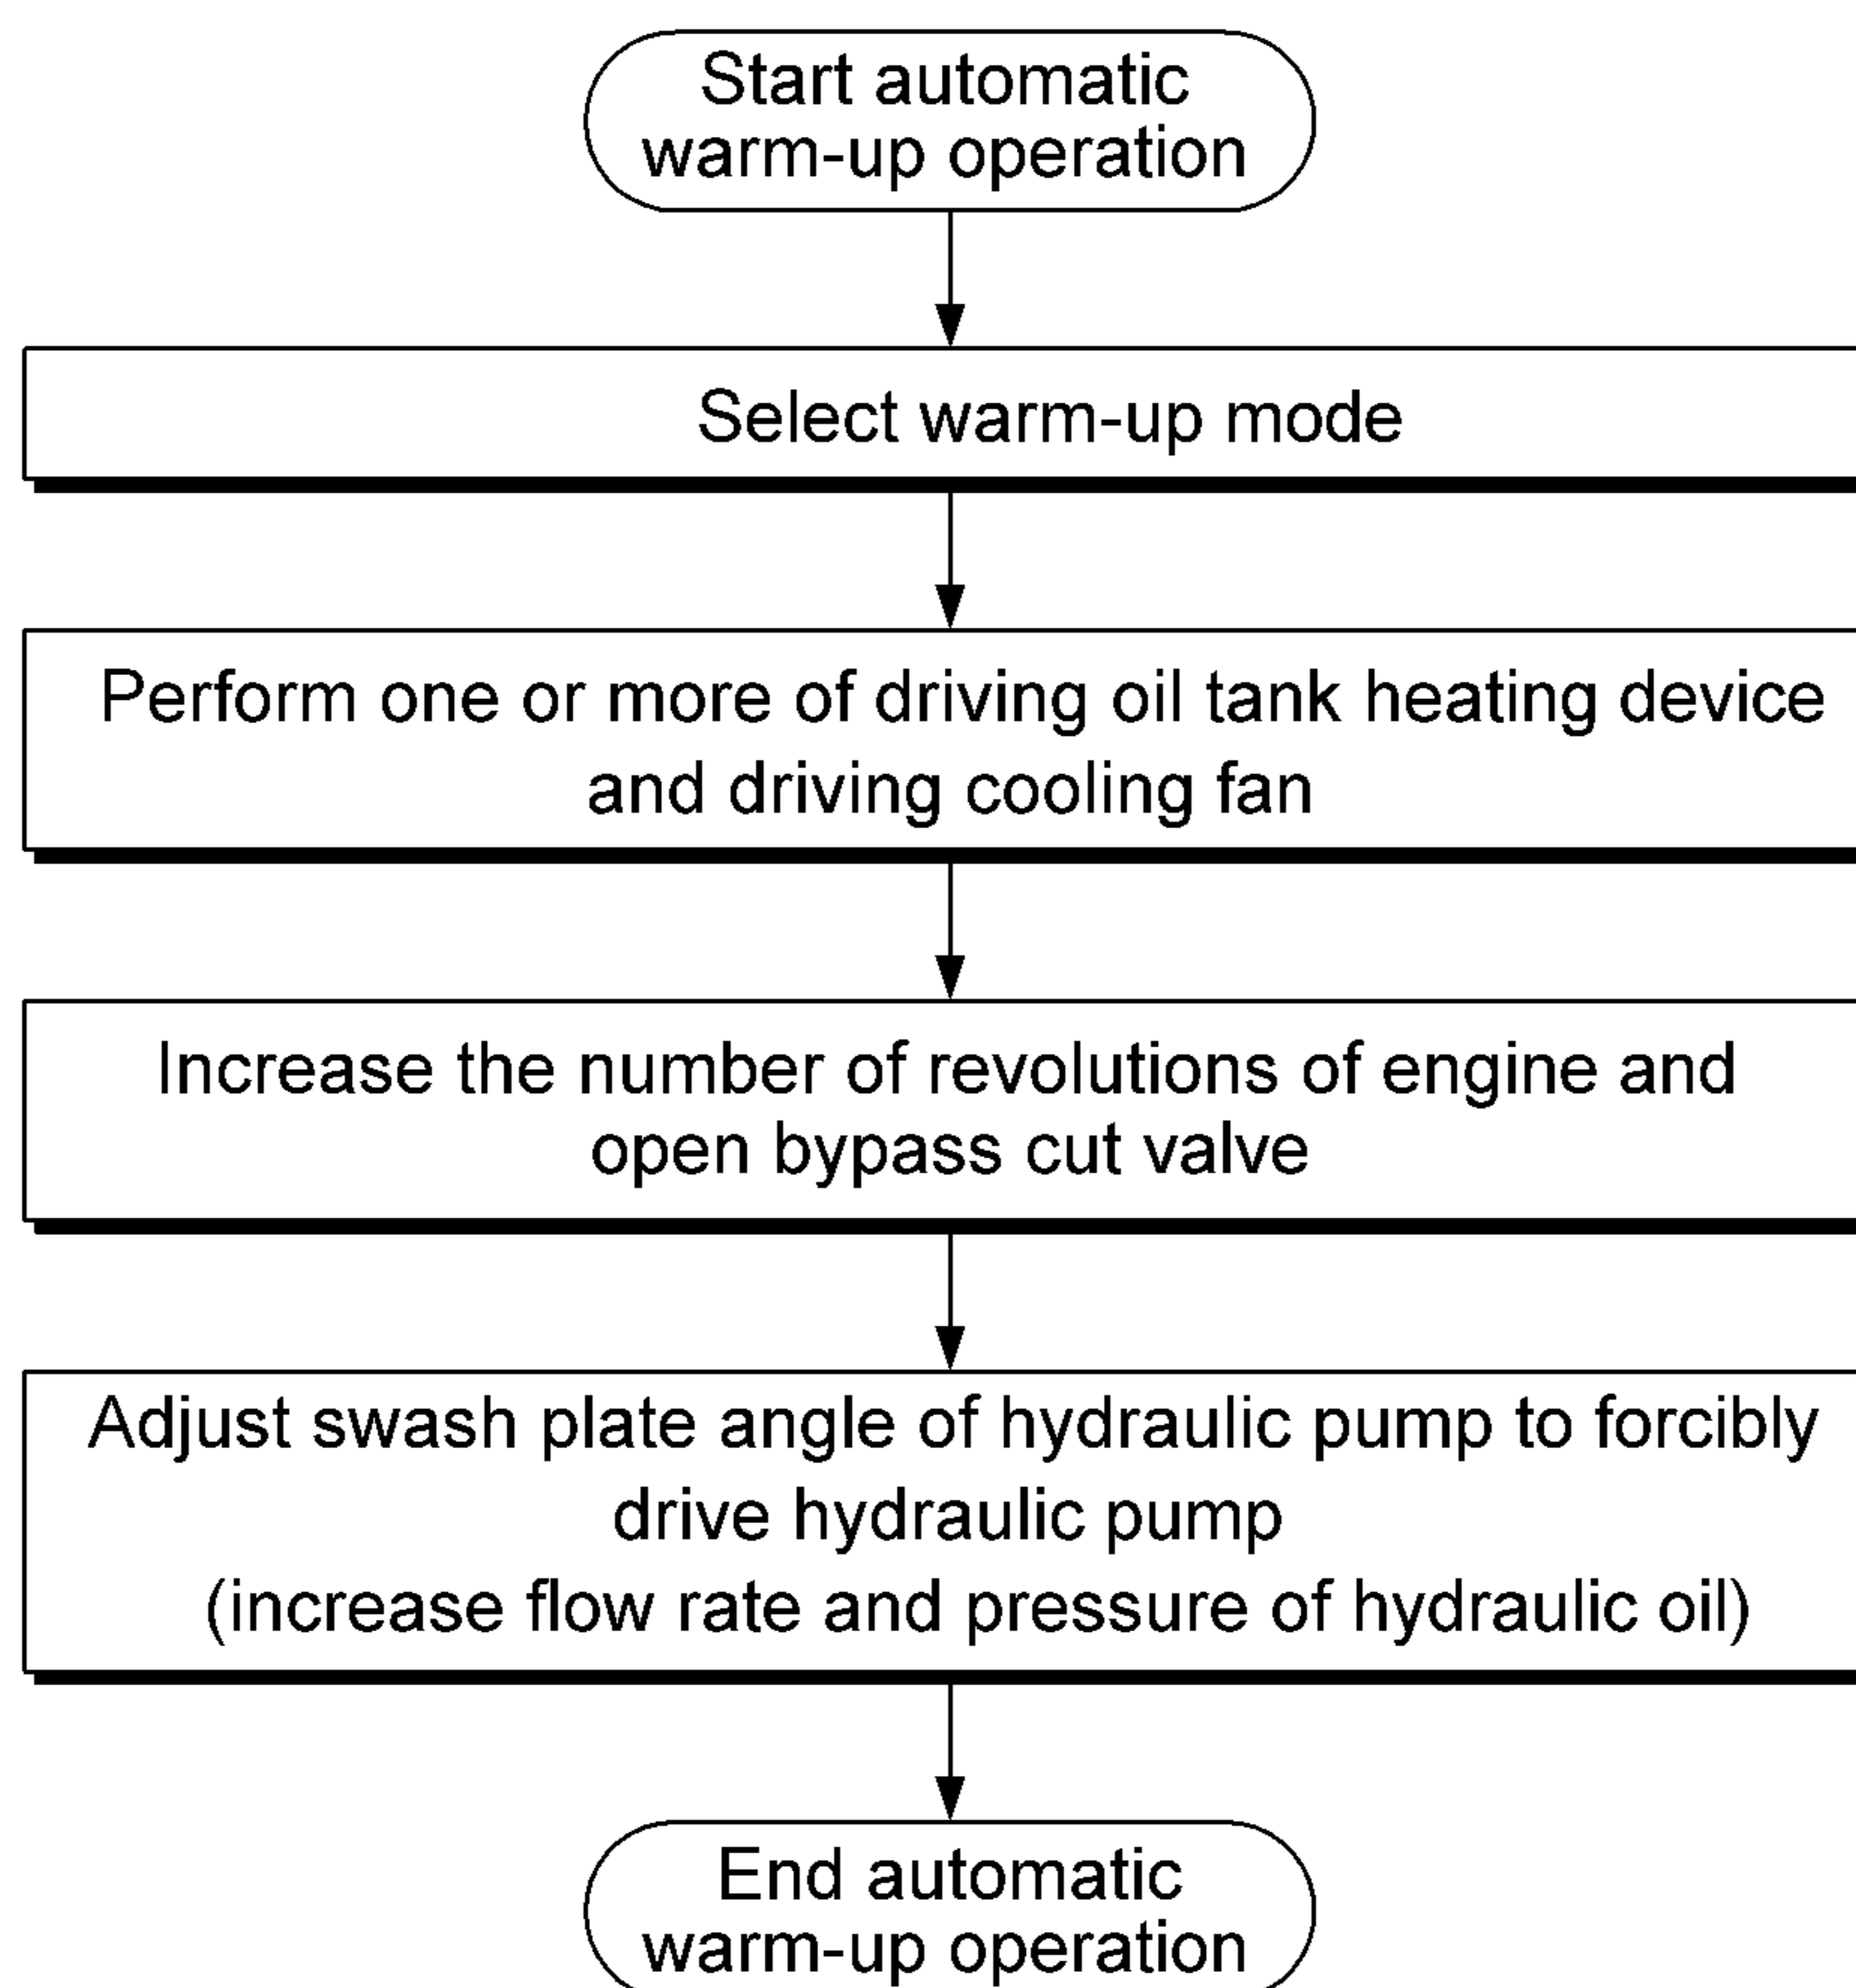 Start automatic
warm-up operation
Select warm-up mode
Perform one or more of driving oil tank heating device
and driving cooling fan
Increase the number of revolutions of engine and
open bypass cut valve
Adjust swash plate angle of hydraulic pump to forcibly
drive hydraulic pump
(increase flow rate and pressure of hydraulic oil)
End automatic
warm-up operation